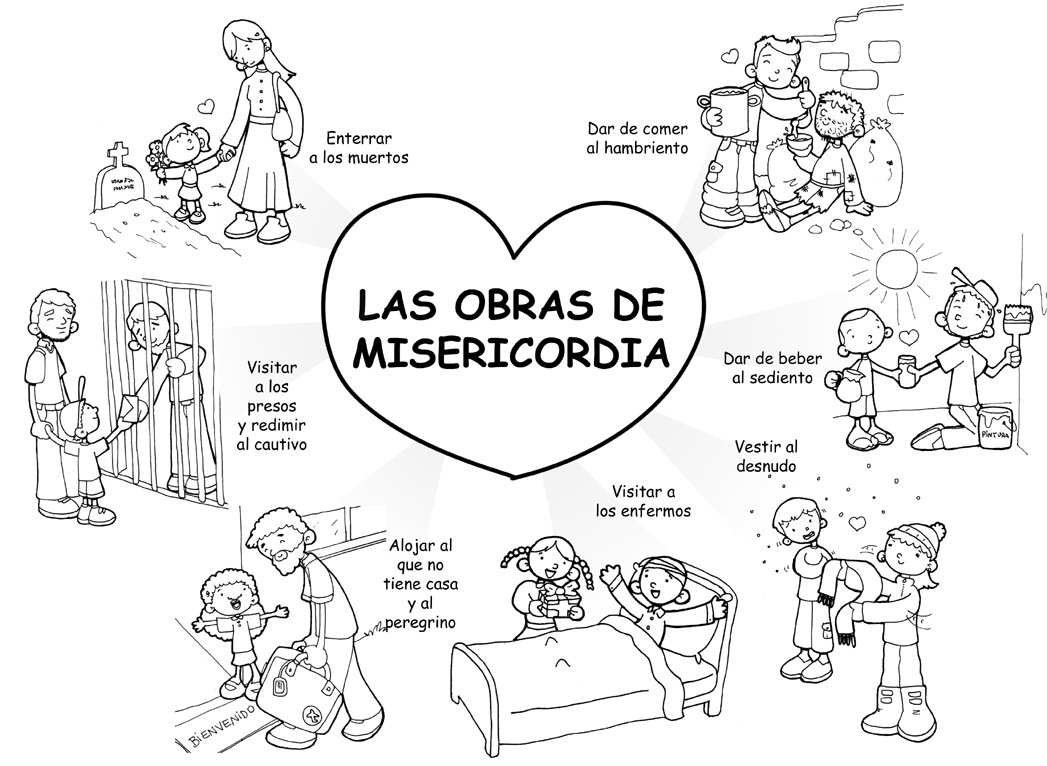 LAS OBRAS DE
MISERICORDIA
Enterrar
a los muertos
Dar de comer
al hambriento
Dar de beber
al sediento
PINTURA
Vestir al
desnudo
Visitar a
los enfermos
Alojar al
que no
tiene casa
y al
peregrino
BIENVENIDO
Visitar
a los
presos
y redimir
al cautivo